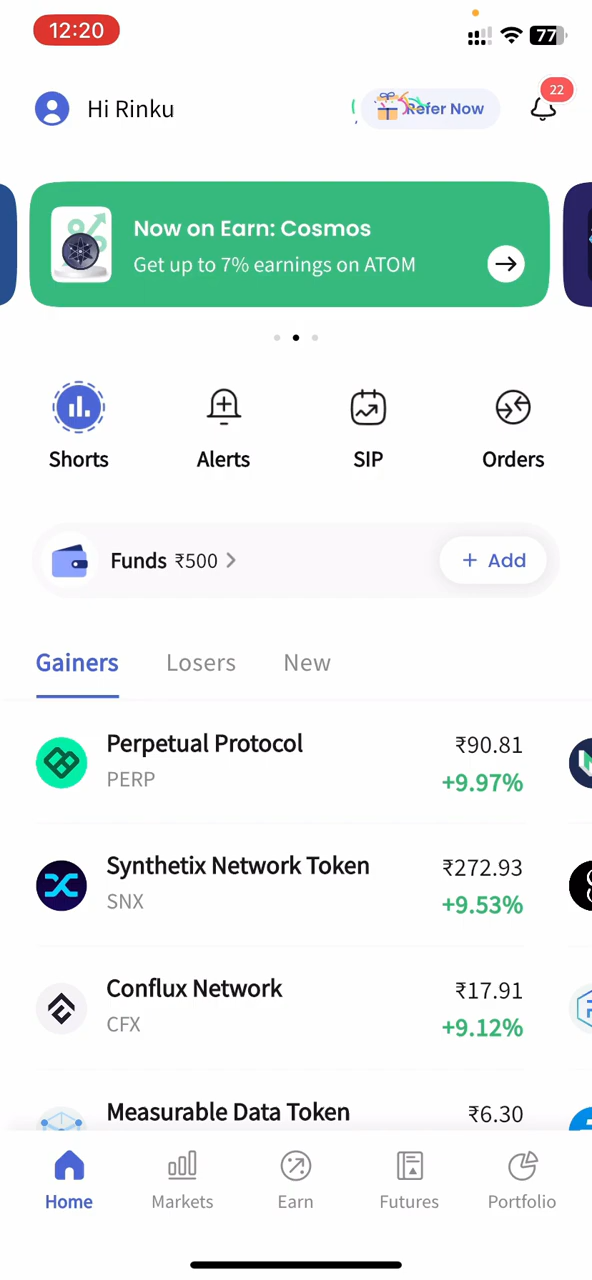 12:20
77
Hi Rinku
Refer Now
22
Now on Earn: Cosmos
Get up to 7% earnings on ATOM
Shorts
Alerts
SIP
Orders
Funds ₹500
+ Add
Gainers
Losers
New
Perpetual Protocol
₹90.81
PERP
+9.97%
Synthetix Network Token
₹272.93
SNX
+9.53%
Conflux Network
₹17.91
CFX
+9.12%
Measurable Data Token
₹6.30
Home
Markets
Earn
Futures
Portfolio